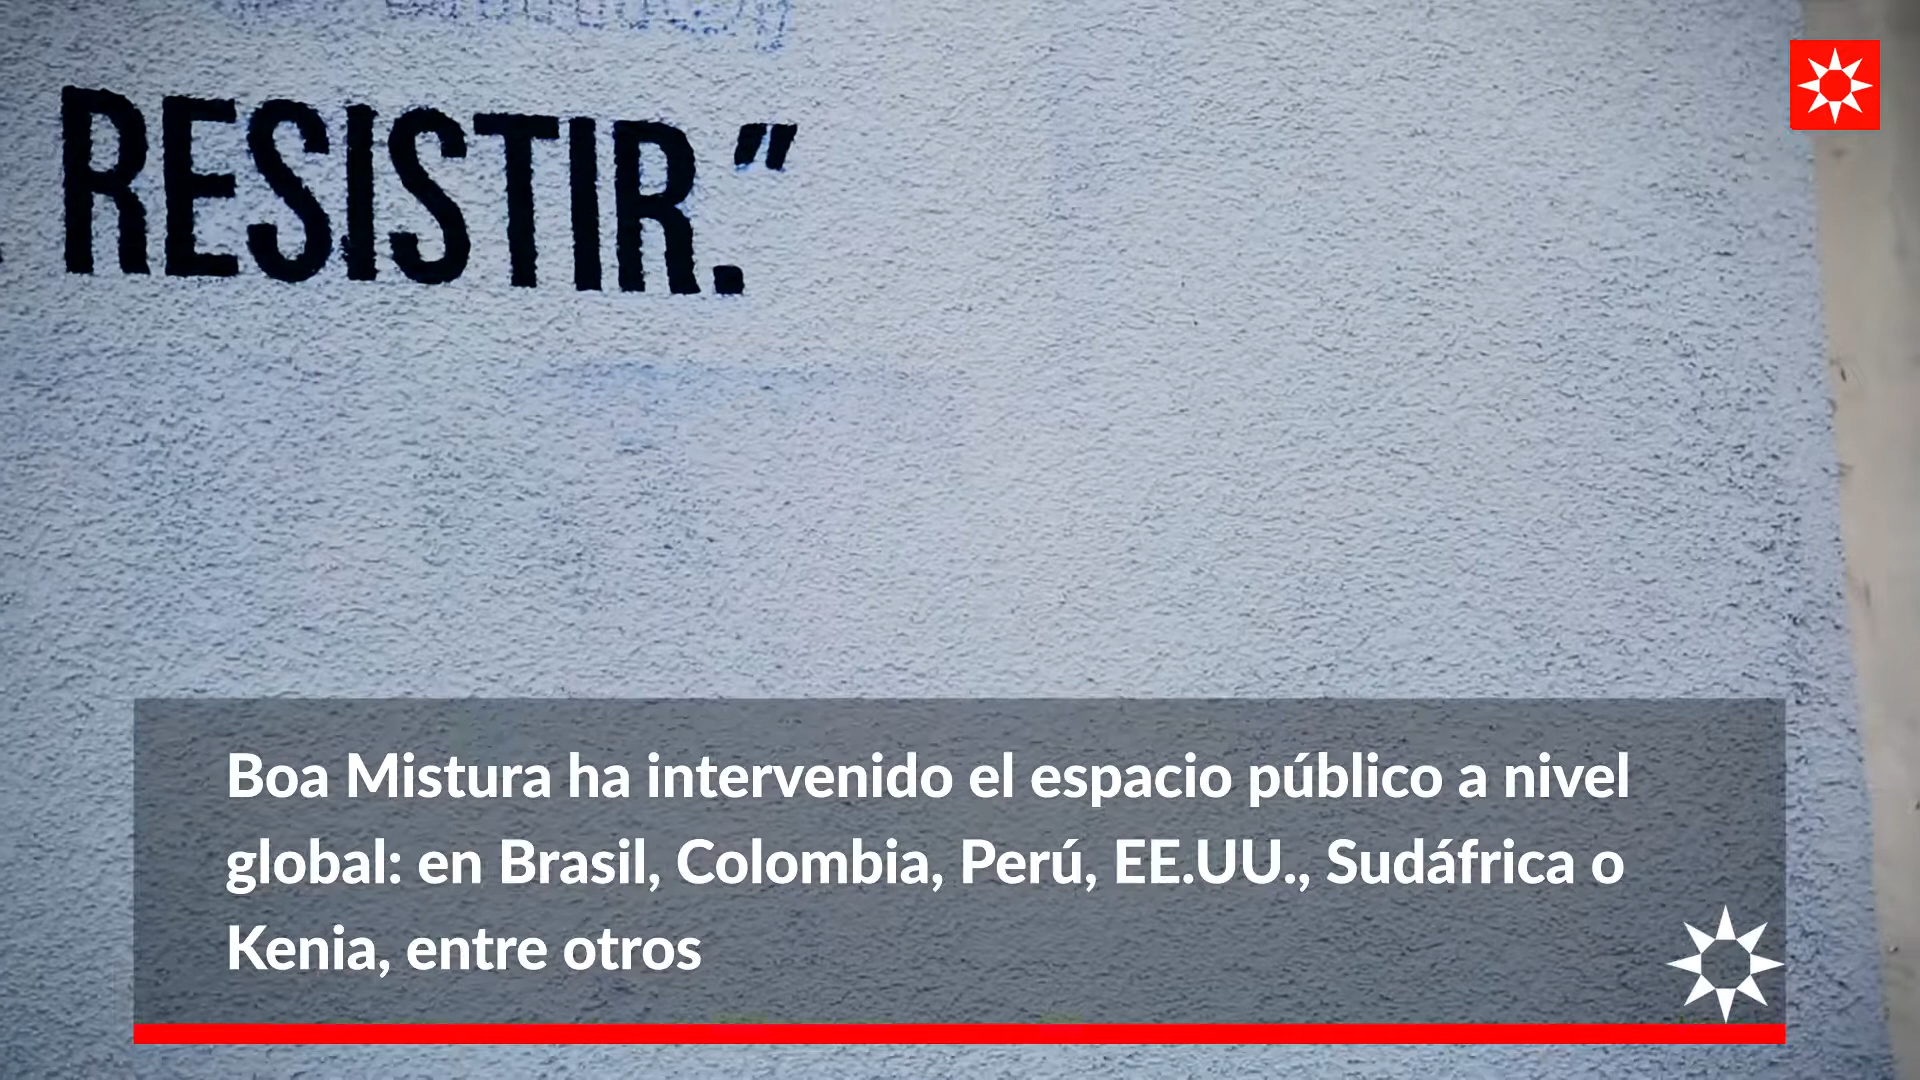 RESISTIR."
Boa Mistura ha intervenido el espacio público a nivel
global: en Brasil, Colombia, Perú, EE.UU., Sudáfrica o
Kenia, entre otros